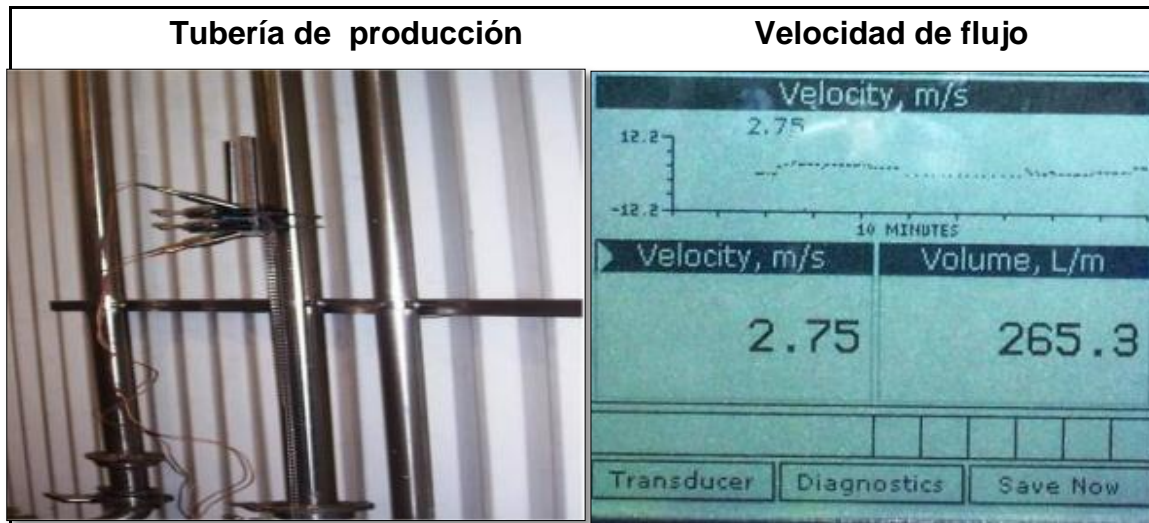 Tubería de producción
Velocidad de flujo
Velocity, m/s
2.75
12.2
-12.2
10 MINUTES
Velocity, m/s
Volume, L/m
2.75
265.3
Transducer
Diagnostics
Save Now